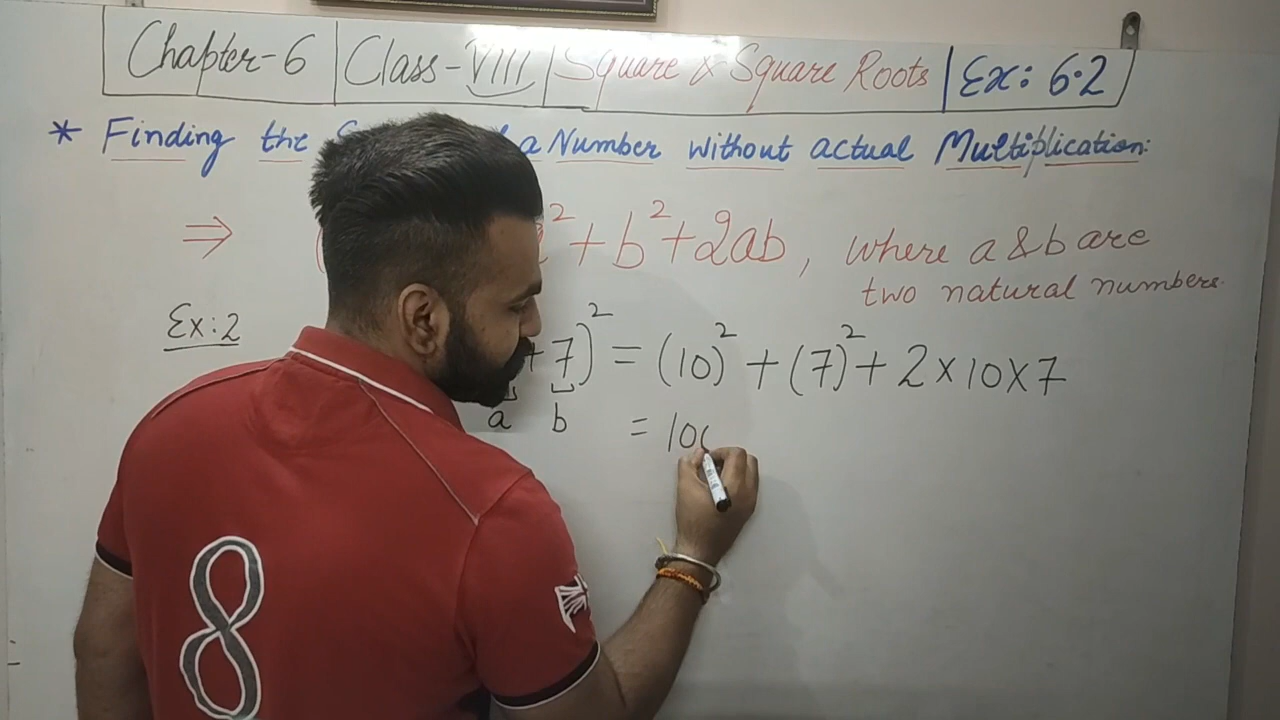 Chapter-6 Class-VIII Square & Square Roots Ex: 6.2
* Finding the a Number without actual Multiplication:
⇒ ² + b² + 2ab, where a & b are
two natural numbers.
Ex:2 + 7)² = (10)² + (7)² + 2×10×7
a b = 10
8